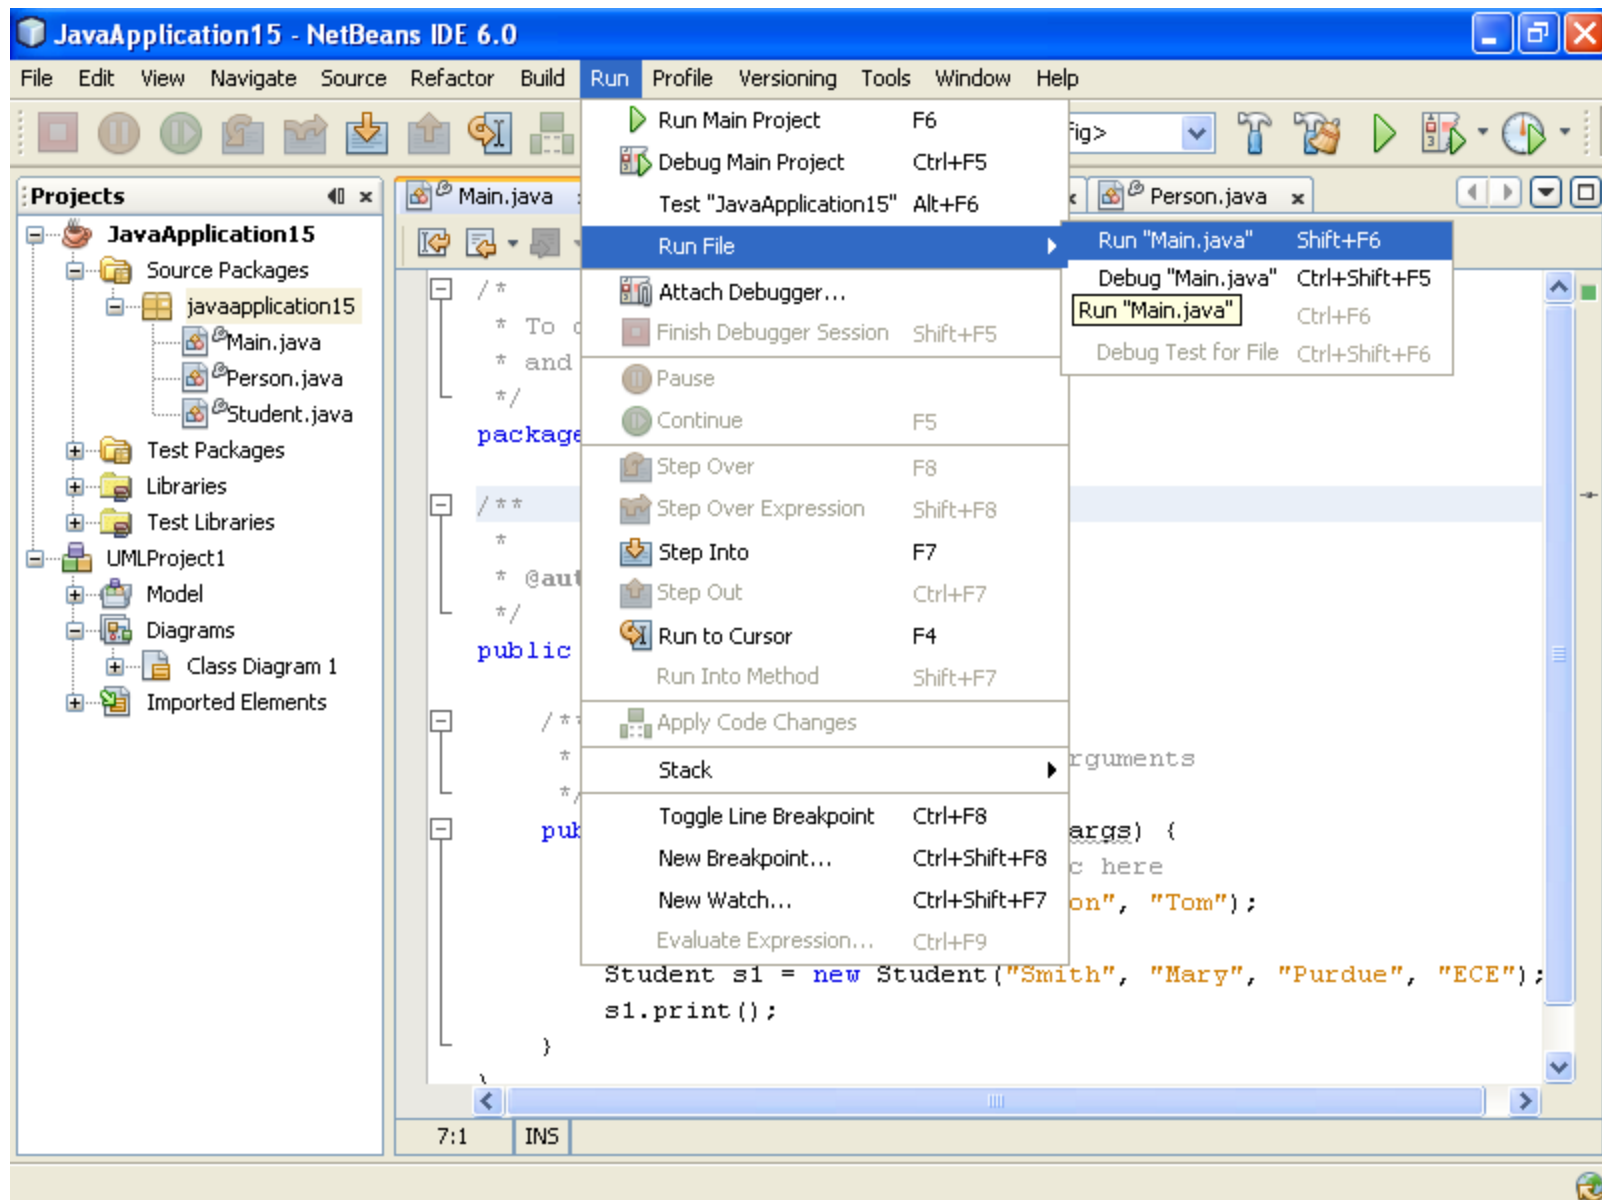 JavaApplication15 - NetBeans IDE 6.0
File Edit View Navigate Source Refactor Build Run Profile Versioning Tools Window Help
Projects
JavaApplication15
Source Packages
javaapplication15
Main.java
Person.java
Student.java
Test Packages
Libraries
Test Libraries
UMLProject1
Model
Diagrams
Class Diagram 1
Imported Elements
Main.java
Person.java
Run Main Project F6
Debug Main Project Ctrl+F5
Test "JavaApplication15" Alt+F6
Run File
Attach Debugger...
Finish Debugger Session Shift+F5
Pause
Continue F5
Step Over F8
Step Over Expression Shift+F8
Step Into F7
Step Out Ctrl+F7
Run to Cursor F4
Run Into Method Shift+F7
Apply Code Changes
Stack
Toggle Line Breakpoint Ctrl+F8
New Breakpoint... Ctrl+Shift+F8
New Watch... Ctrl+Shift+F7
Evaluate Expression... Ctrl+F9
Run "Main.java" Shift+F6
Debug "Main.java" Ctrl+Shift+F5
Run "Main.java" Ctrl+F6
Debug Test for File Ctrl+Shift+F6
/*
* To
* and
*/
package
/**
*
* @aut
*/
public
/**
* rguments
*/
pub args) {
here
on", "Tom");
Student s1 = new Student("Smith", "Mary", "Purdue", "ECE");
s1.print();
}
7:1 INS